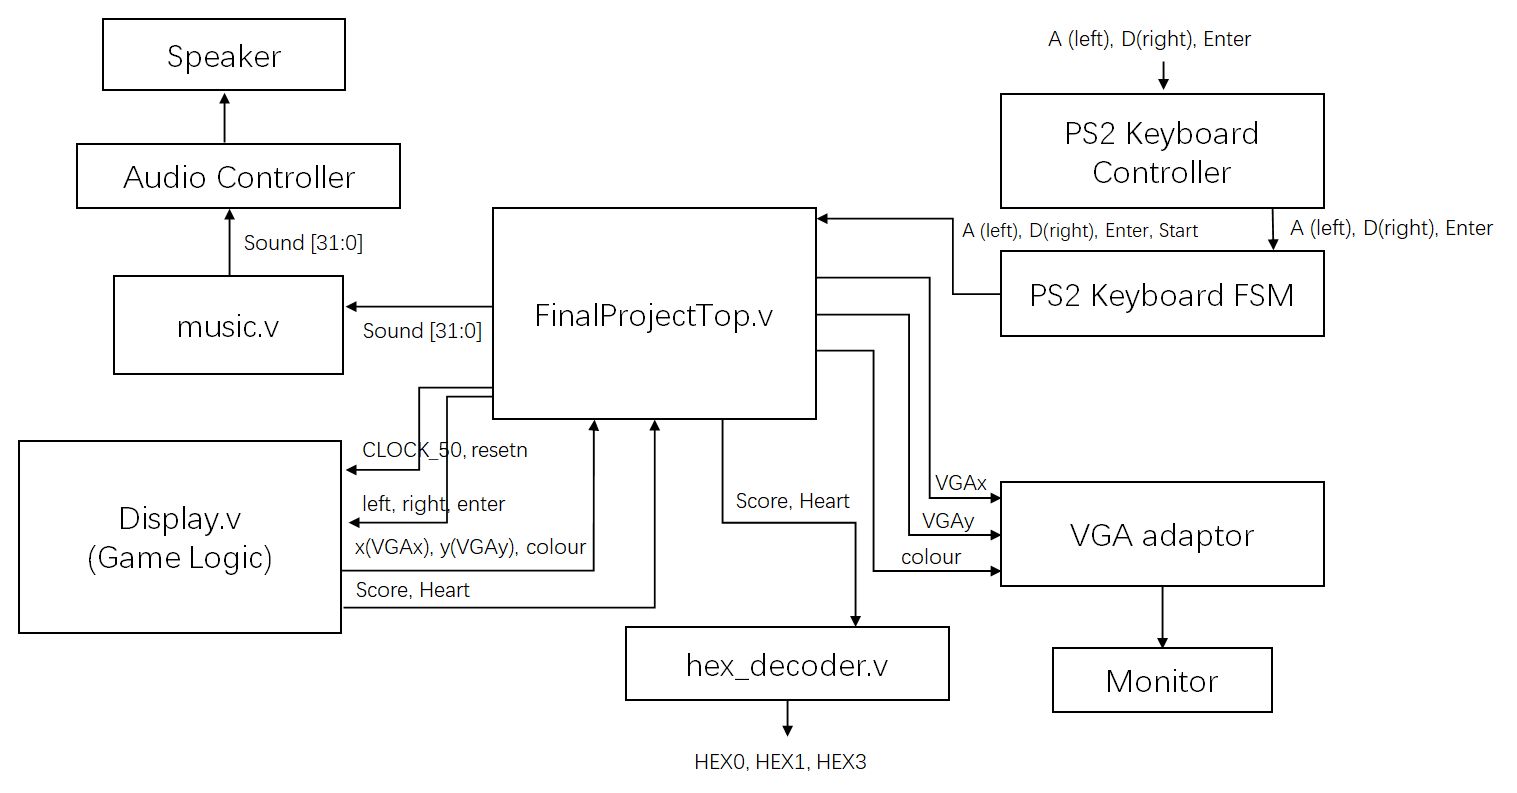 Speaker
A (left), D(right), Enter
PS2 Keyboard
Controller
Audio Controller
Sound [31:0]
A (left), D(right), Enter, Start
A (left), D(right), Enter
PS2 Keyboard FSM
FinalProjectTop.v
music.v
Sound [31:0]
CLOCK_50, resetn
left, right, enter
x(VGAx), y(VGAy), colour
Score, Heart
Display.v
(Game Logic)
Score, Heart
VGAx
VGAy
colour
VGA adaptor
hex_decoder.v
Monitor
HEX0, HEX1, HEX3